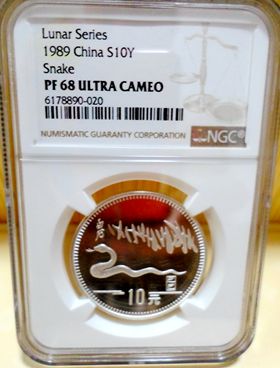 Lunar Series
1989 China S10Y
Snake
PF 68 ULTRA CAMEO
6178890-020
NUMISMATIC GUARANTY CORPORATION
NGC
10元